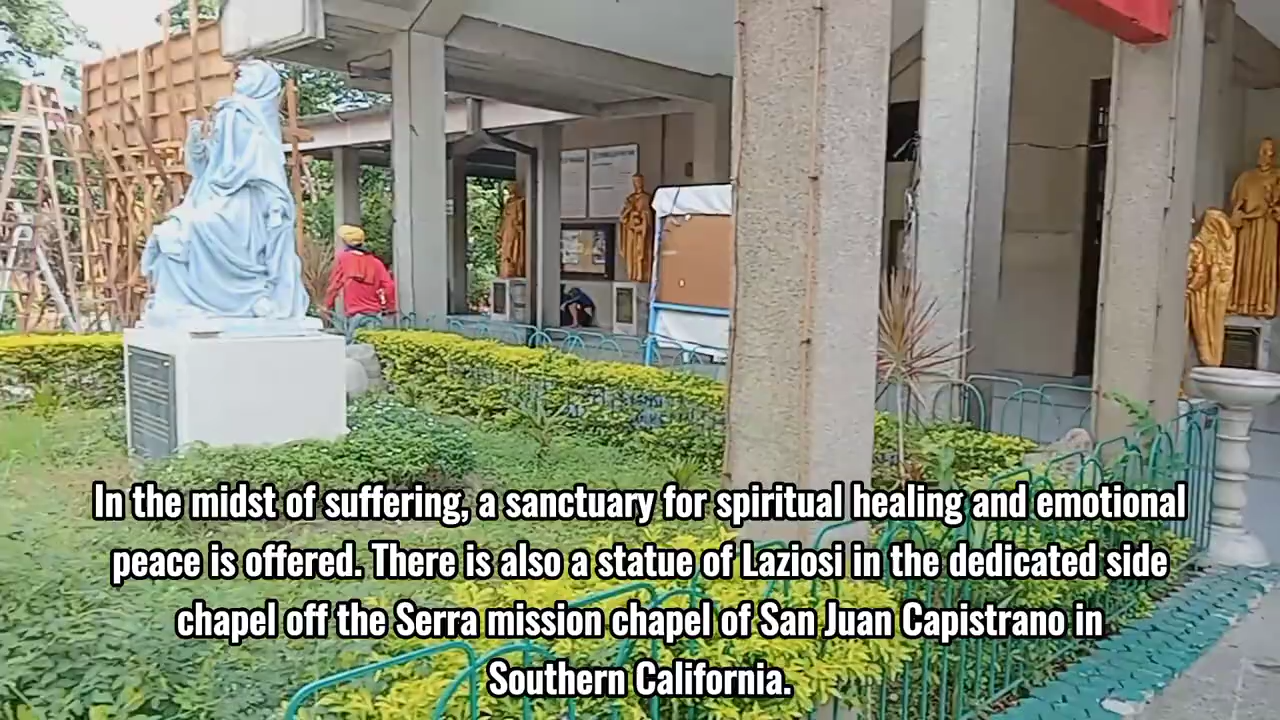 In the midst of suffering, a sanctuary for spiritual healing and emotional
peace is offered. There is also a statue of Laziosi in the dedicated side
chapel off the Serra mission chapel of San Juan Capistrano in
Southern California.